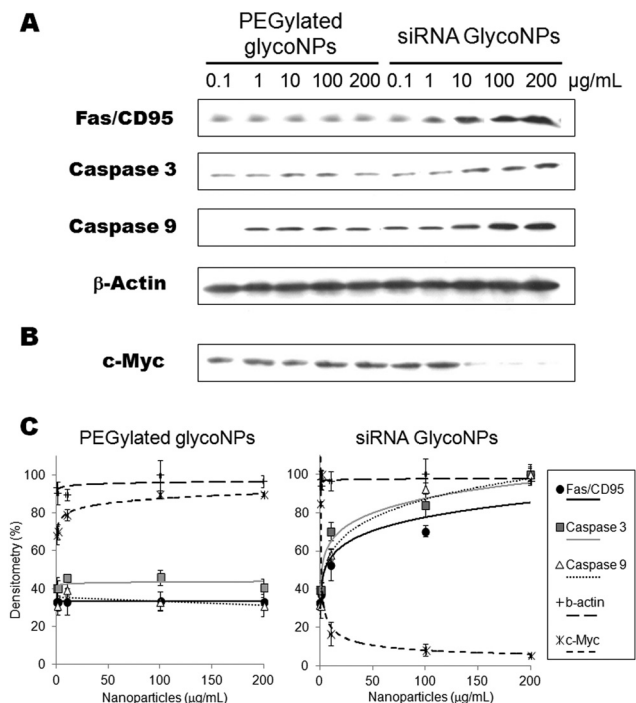 A
PEGylated glycoNPs
siRNA GlycoNPs
0.1 1 10 100 200 0.1 1 10 100 200 µg/mL
Fas/CD95
Caspase 3
Caspase 9
β-Actin
B
c-Myc
C
PEGylated glycoNPs
siRNA GlycoNPs
Densitometry (%)
100
80
60
40
20
0
0 50 100 150 200
Nanoparticles (µg/mL)
100
80
60
40
20
0
0 50 100 150 200
Nanoparticles (µg/mL)
Fas/CD95
Caspase 3
Caspase 9
b-actin
c-Myc